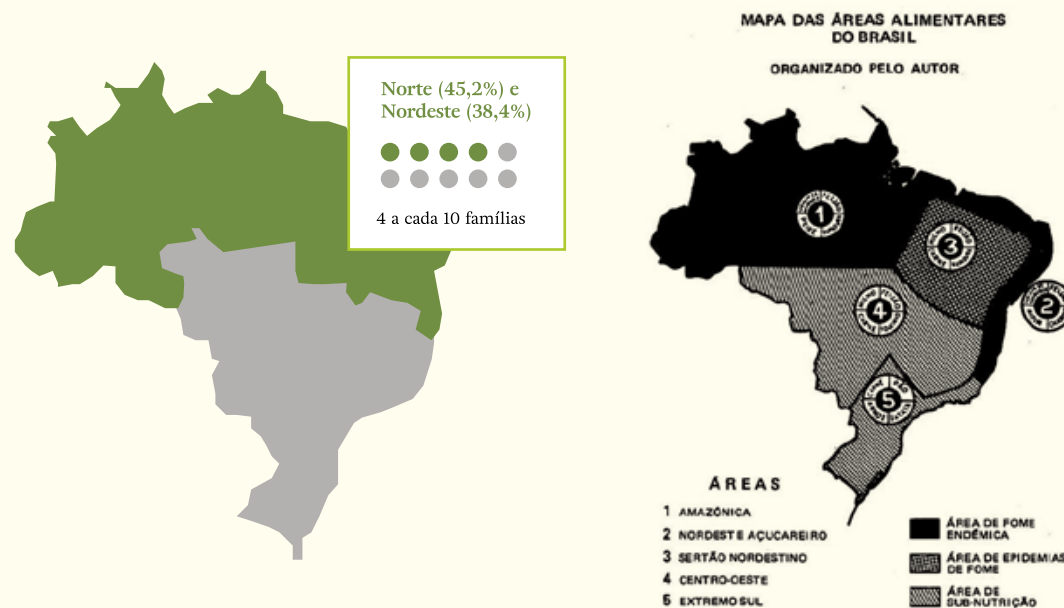 Norte (45,2%) e
Nordeste (38,4%)
4 a cada 10 famílias
MAPA DAS ÁREAS ALIMENTARES
DO BRASIL
ORGANIZADO PELO AUTOR
1
3
2
4
5
ÁREAS
1 AMAZÔNICA
2 NORDESTE AÇUCAREIRO
3 SERTÃO NORDESTINO
4 CENTRO-OESTE
5 EXTREMO SUL
ÁREA DE FOME
ENDÊMICA
ÁREA DE EPIDEMIAS
DE FOME
ÁREA DE
SUB-NUTRIÇÃO